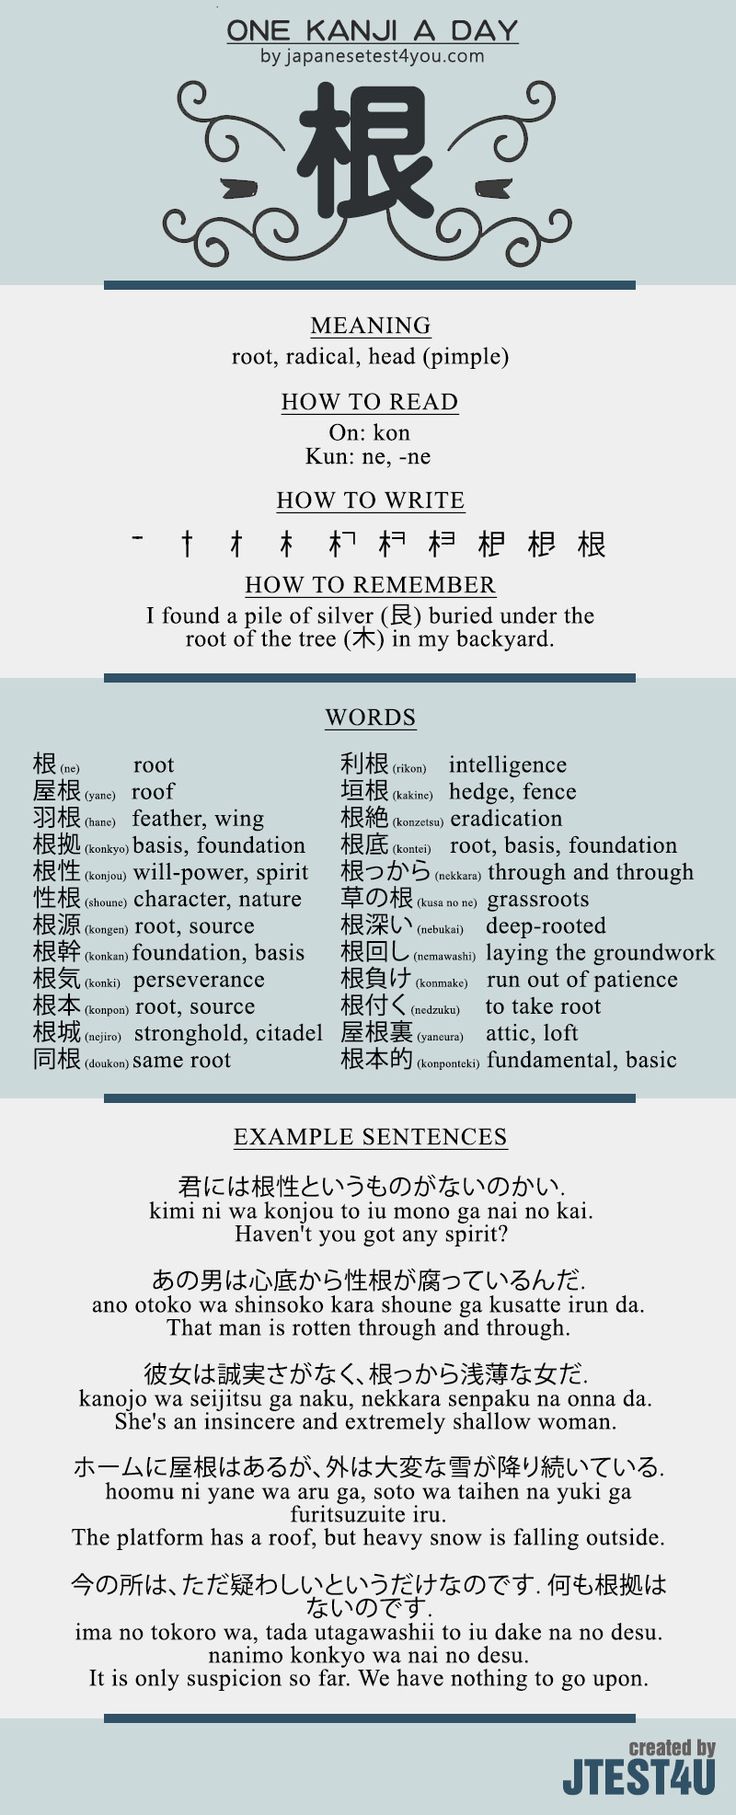 ONE KANJI A DAY
by japanesetest4you.com
根
MEANING
root, radical, head (pimple)
HOW TO READ
On: kon
Kun: ne, -ne
HOW TO WRITE
根
HOW TO REMEMBER
I found a pile of silver (艮) buried under the
root of the tree (木) in my backyard.
WORDS
根 (ne) root
屋根 (yane) roof
羽根 (hane) feather, wing
根拠 (konkyo) basis, foundation
根性 (konjou) will-power, spirit
性根 (shoune) character, nature
根源 (kongen) root, source
根幹 (konkan) foundation, basis
根気 (konki) perseverance
根本 (konpon) root, source
根城 (nejiro) stronghold, citadel
同根 (doukon) same root
利根 (rikon) intelligence
垣根 (kakine) hedge, fence
根絶 (konzetsu) eradication
根底 (kontei) root, basis, foundation
根っから (nekkara) through and through
草の根 (kusa no ne) grassroots
根深い (nebukai) deep-rooted
根回し (nemawashi) laying the groundwork
根負け (konmake) run out of patience
根付く (nedzuku) to take root
屋根裏 (yaneura) attic, loft
根本的 (konponteki) fundamental, basic
EXAMPLE SENTENCES
君には根性というものがないのかい.
kimi ni wa konjou to iu mono ga nai no kai.
Haven't you got any spirit?
あの男は心底から性根が腐っているんだ.
ano otoko wa shinsoko kara shoune ga kusatte irun da.
That man is rotten through and through.
彼女は誠実さがなく、根っから浅薄な女だ.
kanojo wa seijitsu ga naku, nekkara senpaku na onna da.
She's an insincere and extremely shallow woman.
ホームに屋根はあるが、外は大変な雪が降り続いている.
hoomu ni yane wa aru ga, soto wa taihen na yuki ga
furitsuzuite iru.
The platform has a roof, but heavy snow is falling outside.
今の所は、ただ疑わしいというだけなのです. 何も根拠は
ないのです.
ima no tokoro wa, tada utagawashii to iu dake na no desu.
nanimo konkyo wa nai no desu.
It is only suspicion so far. We have nothing to go upon.
created by
JTEST4U